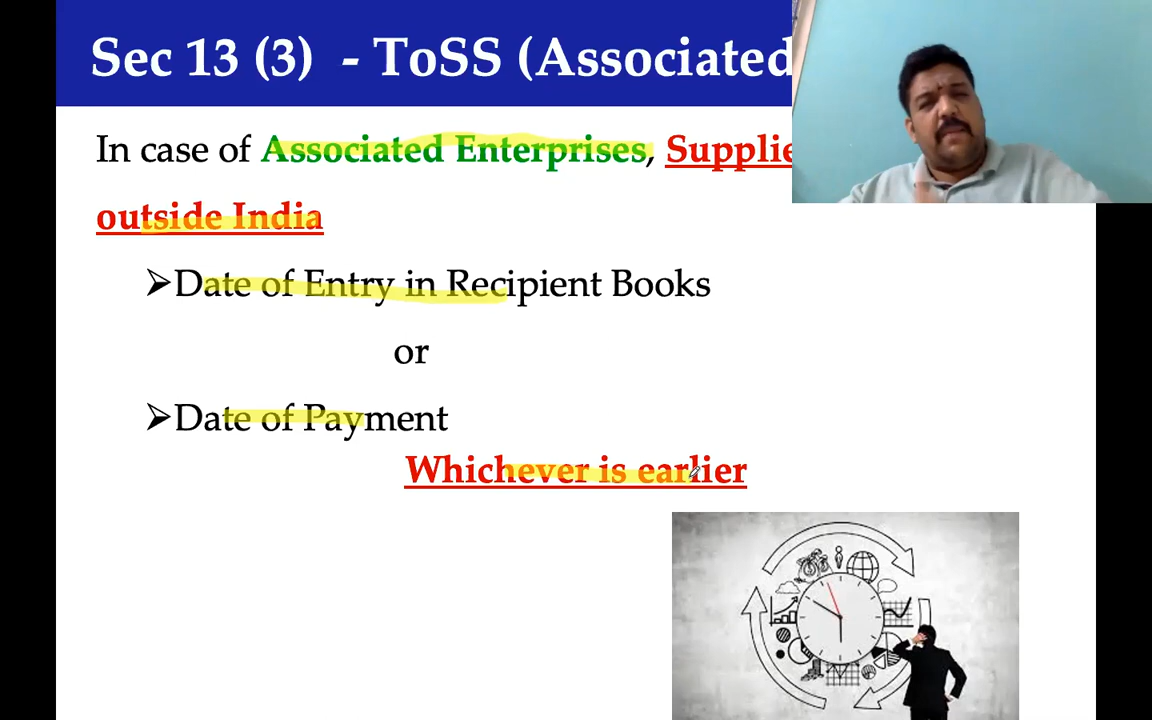 Sec 13 (3) - ToSS (Associated
In case of Associated Enterprises, Supplie
outside India
➢Date of Entry in Recipient Books
or
➢Date of Payment
Whichever is earlier